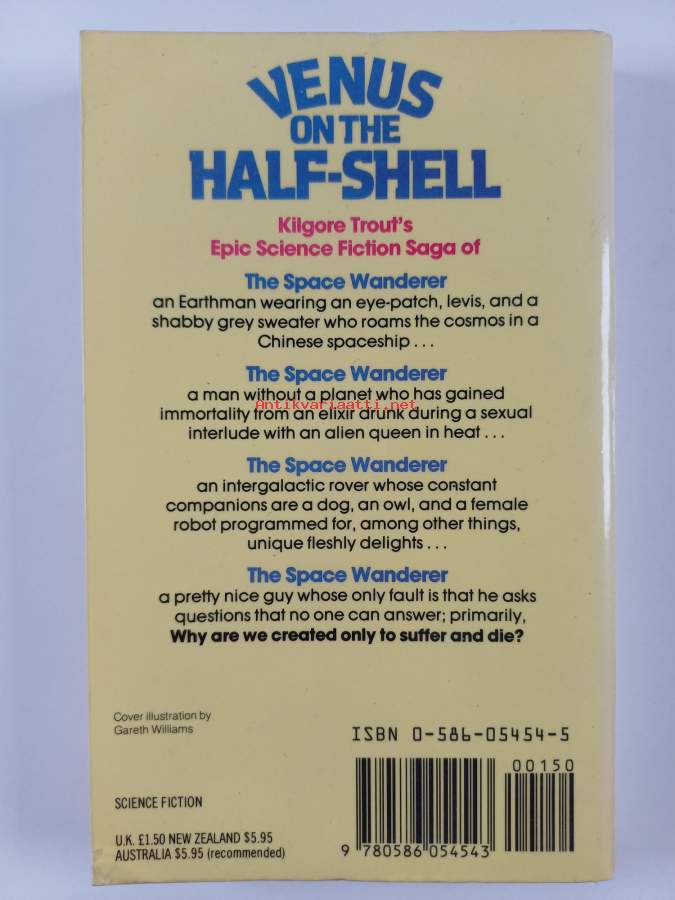 VENUS
ON THE
HALF-SHELL
Kilgore Trout's
Epic Science Fiction Saga of
The Space Wanderer
an Earthman wearing an eye-patch, levis, and a
shabby grey sweater who roams the cosmos in a
Chinese spaceship . . .
The Space Wanderer
a man without a planet who has gained
Antikvariaatti.net
immortality from an elixir drunk during a sexual
interlude with an alien queen in heat . . .
The Space Wanderer
an intergalactic rover whose constant
companions are a dog, an owl, and a female
robot programmed for, among other things,
unique fleshly delights . . .
The Space Wanderer
a pretty nice guy whose only fault is that he asks
questions that no one can answer; primarily,
Why are we created only to suffer and die?
Cover illustration by
Gareth Williams
ISBN 0-586-05454-5
00150
SCIENCE FICTION
U.K. £1.50 NEW ZEALAND $5.95
AUSTRALIA $5.95 (recommended)
9 780586 054543